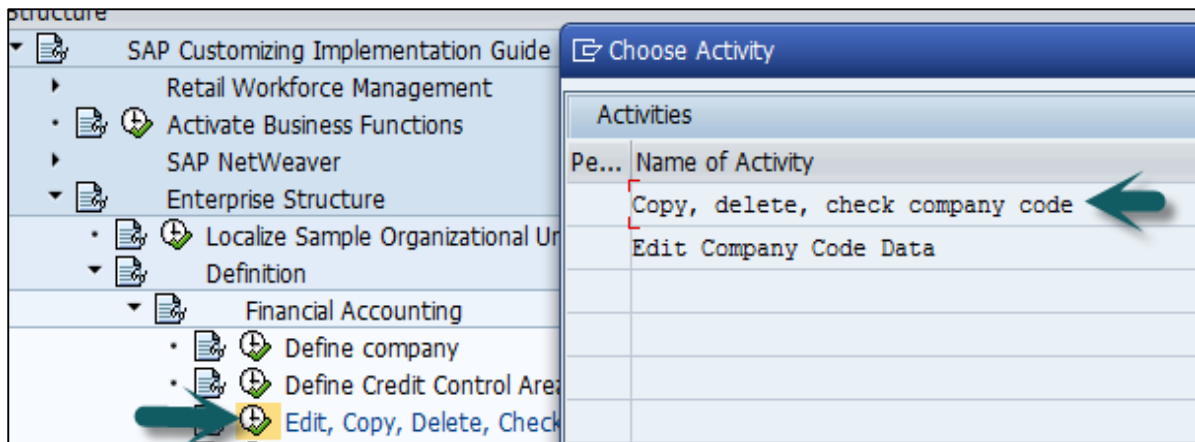 Structure
SAP Customizing Implementation Guide
Retail Workforce Management
Activate Business Functions
SAP NetWeaver
Enterprise Structure
Localize Sample Organizational Un
Definition
Financial Accounting
Define company
Define Credit Control Area
Edit, Copy, Delete, Check
Choose Activity
Activities
Pe... Name of Activity
Copy, delete, check company code
Edit Company Code Data